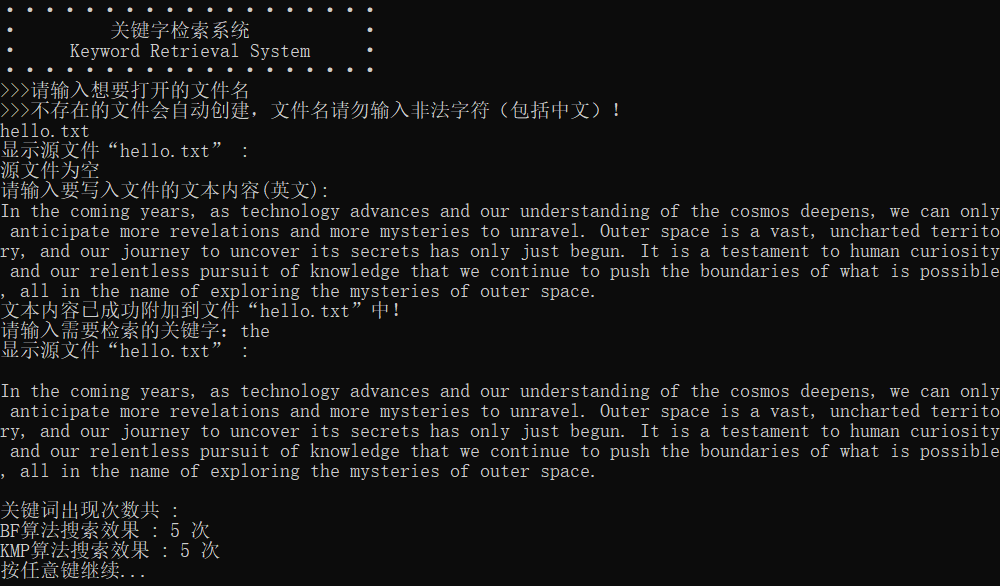 关键字检索系统
Keyword Retrieval System
>>>请输入想要打开的文件名
>>>不存在的文件会自动创建，文件名请勿输入非法字符（包括中文）！
hello.txt
显示源文件“hello.txt” ：
源文件为空
请输入要写入文件的文本内容(英文)：
In the coming years, as technology advances and our understanding of the cosmos deepens, we can only
anticipate more revelations and more mysteries to unravel. Outer space is a vast, uncharted territo
ry, and our journey to uncover its secrets has only just begun. It is a testament to human curiosity
and our relentless pursuit of knowledge that we continue to push the boundaries of what is possible
, all in the name of exploring the mysteries of outer space.
文本内容已成功附加到文件“hello.txt”中！
请输入需要检索的关键字：the
显示源文件“hello.txt” ：
In the coming years, as technology advances and our understanding of the cosmos deepens, we can only
anticipate more revelations and more mysteries to unravel. Outer space is a vast, uncharted territo
ry, and our journey to uncover its secrets has only just begun. It is a testament to human curiosity
and our relentless pursuit of knowledge that we continue to push the boundaries of what is possible
, all in the name of exploring the mysteries of outer space.
关键词出现次数共 :
BF算法搜索效果 : 5 次
KMP算法搜索效果 : 5 次
按任意键继续...